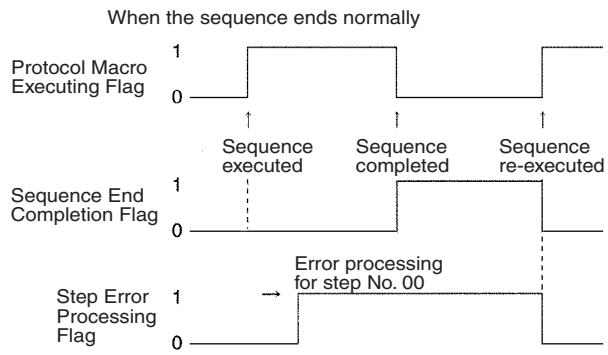 When the sequence ends normally
1
Protocol Macro
Executing Flag
0
Sequence
executed
Sequence
completed
Sequence
re-executed
1
Sequence End
Completion Flag
0
Error processing
for step No. 00
Step Error
Processing
Flag
→
1
0